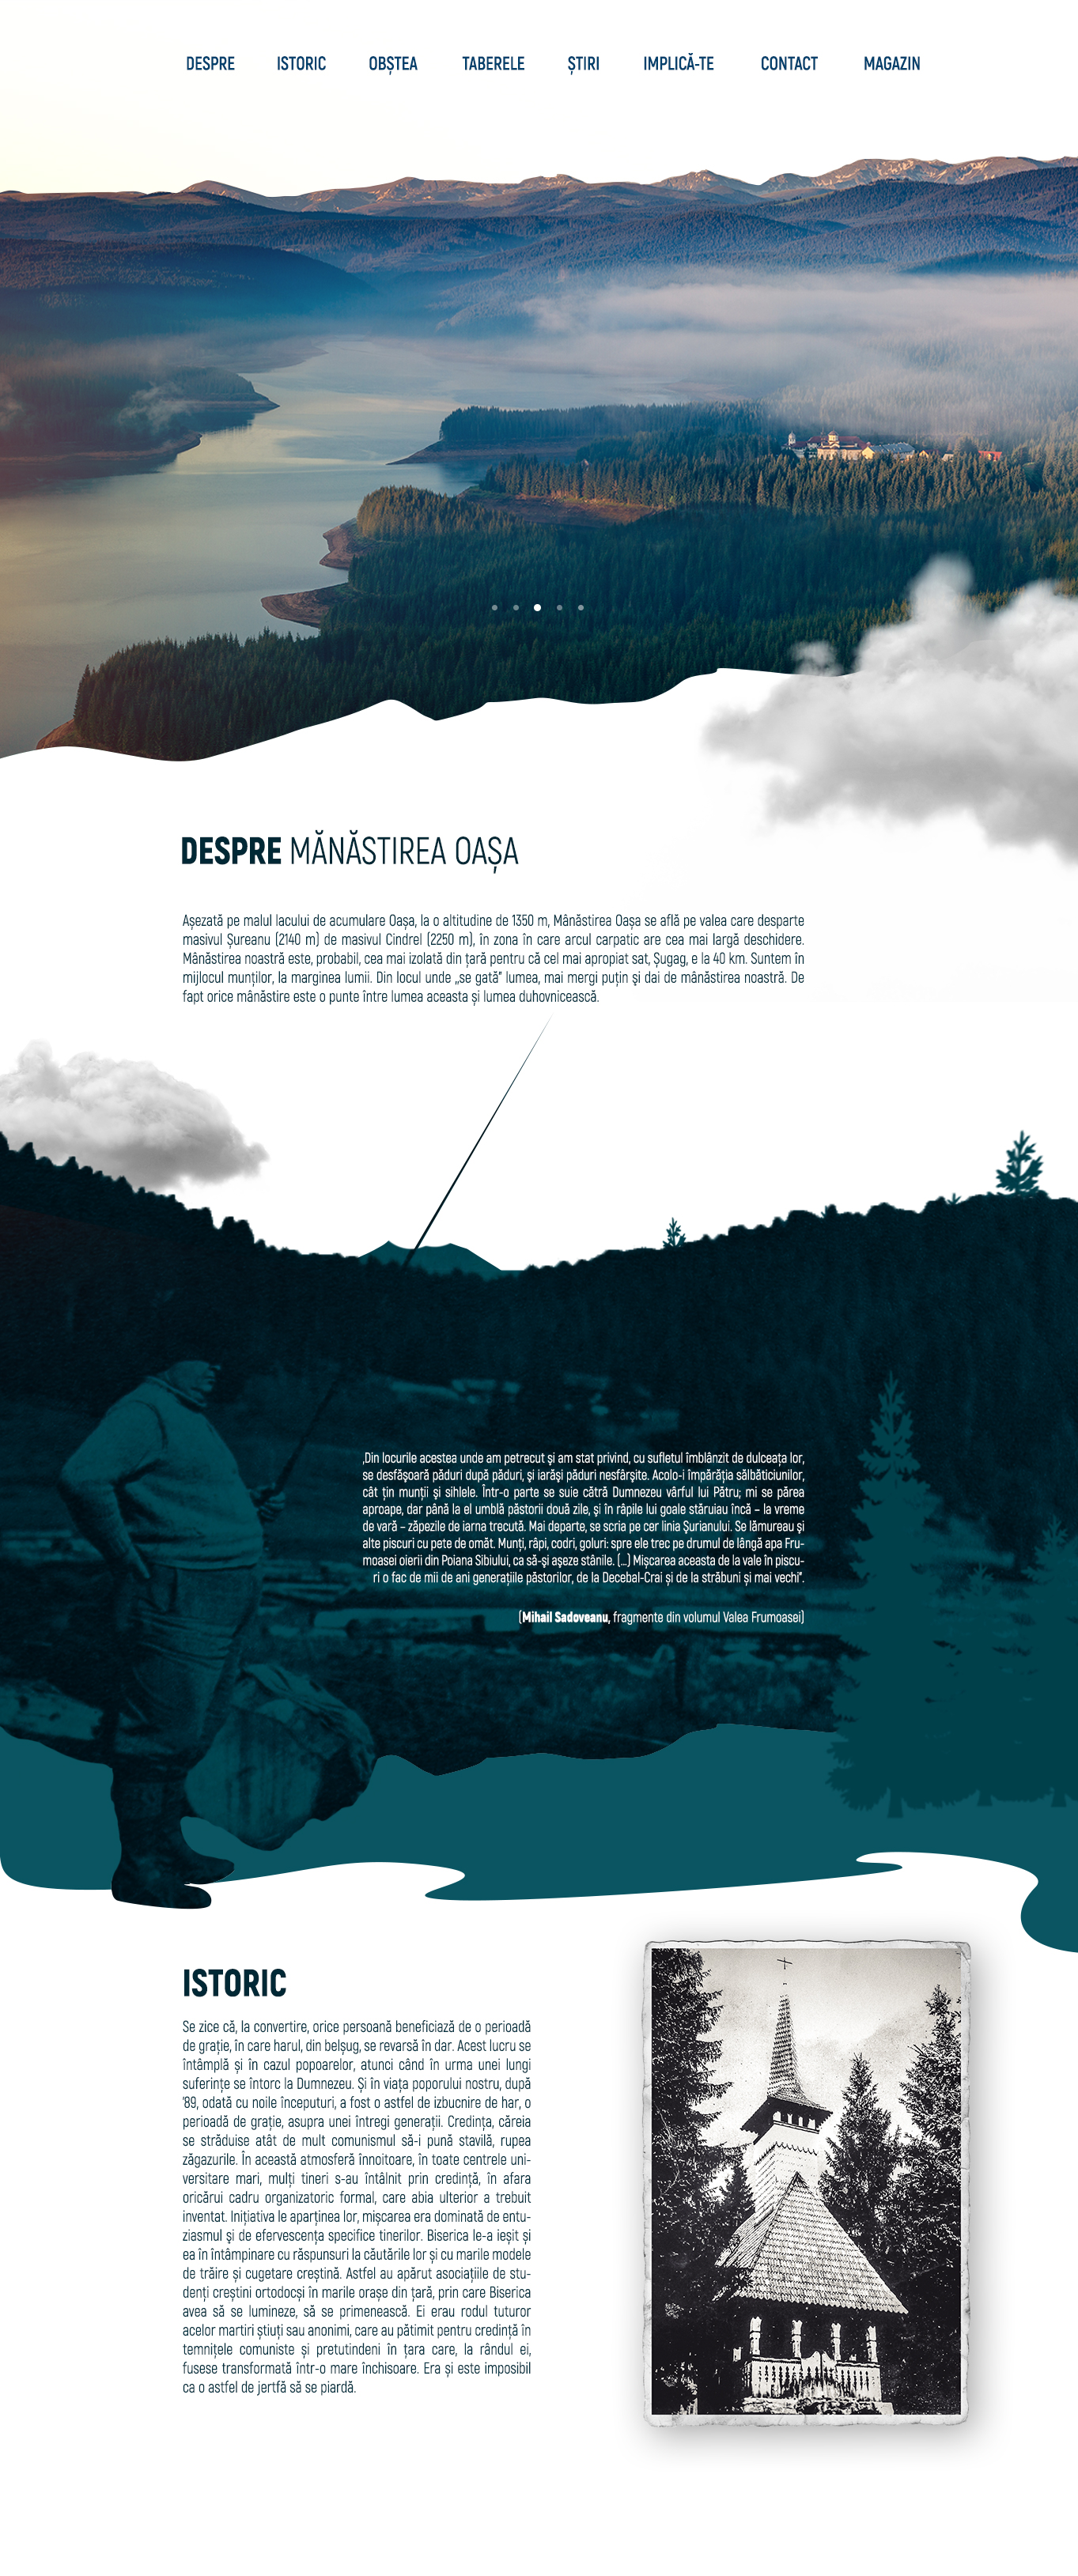 DESPRE ISTORIC OBȘTEA TABERELE ȘTIRI IMPLICĂ-TE CONTACT MAGAZIN
DESPRE MĂNĂSTIREA OAȘA
Așezată pe malul lacului de acumulare Oașa, la o altitudine de 1350 m, Mânăstirea Oașa se află pe valea care desparte
masivul Șureanu (2140 m) de masivul Cindrel (2250 m), în zona în care arcul carpatic are cea mai largă deschidere.
Mânăstirea noastră este, probabil, cea mai izolată din țară pentru că cel mai apropiat sat, Șugag, e la 40 km. Suntem în
mijlocul munților, la marginea lumii. Din locul unde „se gată” lumea, mai mergi puțin şi dai de mânăstirea noastră. De
fapt orice mânăstire este o punte între lumea aceasta și lumea duhovnicească.
‚Din locurile acestea unde am petrecut şi am stat privind, cu sufletul îmblânzit de dulceața lor,
se desfăşoară păduri după păduri, şi iarăşi păduri nesfârşite. Acolo-i împărăția sălbăticiunilor,
cât țin munții şi sihlele. Într-o parte se suie cătră Dumnezeu vârful lui Pătru; mi se părea
aproape, dar până la el umblă păstorii două zile, şi în râpile lui goale stăruiau încă – la vreme
de vară – zăpezile de iarna trecută. Mai departe, se scria pe cer linia Şurianului. Se lămureau şi
alte piscuri cu pete de omăt. Munți, râpi, codri, goluri: spre ele trec pe drumul de lângă apa Fru-
moasei oierii din Poiana Sibiului, ca să-şi aşeze stânile. (...) Mişcarea aceasta de la vale în piscu-
ri o fac de mii de ani generațiile păstorilor, de la Decebal-Crai şi de la străbuni şi mai vechi”.
(Mihail Sadoveanu, fragmente din volumul Valea Frumoasei)
ISTORIC
Se zice că, la convertire, orice persoană beneficiază de o perioadă
de grație, în care harul, din belșug, se revarsă în dar. Acest lucru se
întâmplă și în cazul popoarelor, atunci când în urma unei lungi
suferințe se întorc la Dumnezeu. Și în viața poporului nostru, după
'89, odată cu noile începuturi, a fost o astfel de izbucnire de har, o
perioadă de grație, asupra unei întregi generații. Credința, căreia
se străduise atât de mult comunismul să-i pună stavilă, rupea
zăgazurile. În această atmosferă înnoitoare, în toate centrele uni-
versitare mari, mulți tineri s-au întâlnit prin credință, în afara
oricărui cadru organizatoric formal, care abia ulterior a trebuit
inventat. Inițiativa le aparținea lor, mișcarea era dominată de entu-
ziasmul și de efervescența specifice tinerilor. Biserica le-a ieșit și
ea în întâmpinare cu răspunsuri la căutările lor și cu marile modele
de trăire și cugetare creștină. Astfel au apărut asociațiile de stu-
denți creștini ortodocși în marile orașe din țară, prin care Biserica
avea să se lumineze, să se primenească. Ei erau rodul tuturor
acelor martiri știuți sau anonimi, care au pătimit pentru credință în
temnițele comuniste și pretutindeni în țara care, la rândul ei,
fusese transformată într-o mare închisoare. Era și este imposibil
ca o astfel de jertfă să se piardă.